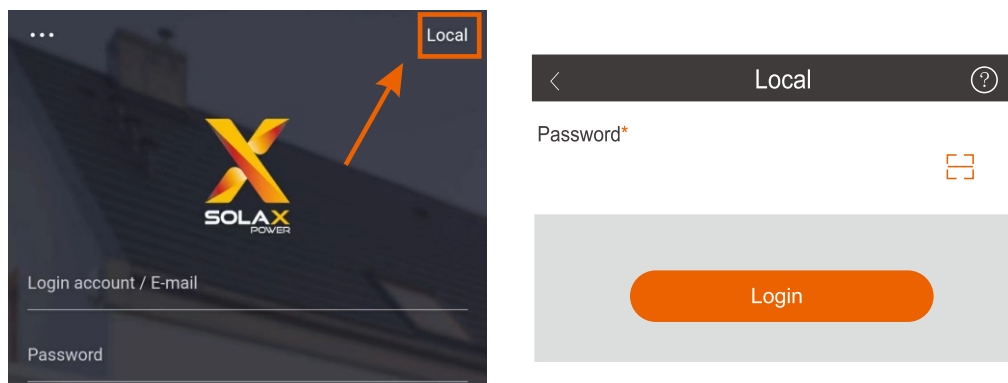 Local
SOLAX
POWER
Login account / E-mail
Password
Local
Password*
Login